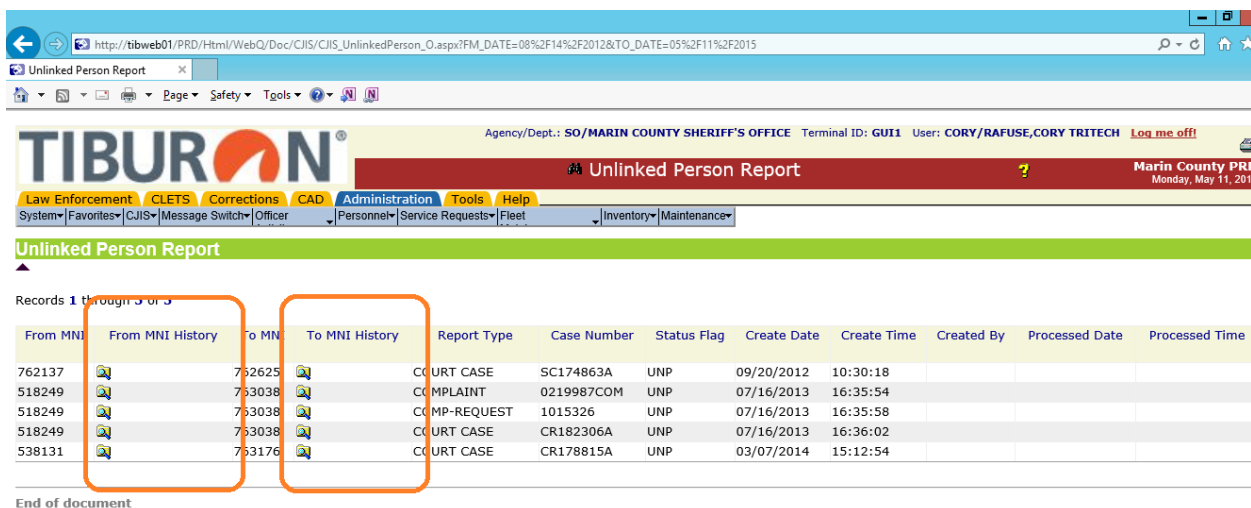 http://tibweb01/PRD/Html/WebQ/Doc/CJIS/CJIS_UnlinkedPerson_O.aspx?FM_DATE=08%2F14%2F2012&TO_DATE=05%2F11%2F2015
Unlinked Person Report
Page Safety Tools
TIBURON®
Agency/Dept.: SO/MARIN COUNTY SHERIFF'S OFFICE Terminal ID: GUI1 User: CORY/RAFUSE,CORY TRITECH Log me off!
Unlinked Person Report
Marin County PR
Monday, May 11, 201
Law Enforcement CLETS Corrections CAD Administration Tools Help
System Favorites CJIS Message Switch Officer Personnel Service Requests Fleet Inventory Maintenance
Unlinked Person Report
Records 1 through 5 of 5
From MNI From MNI History To MNI To MNI History Report Type Case Number Status Flag Create Date Create Time Created By Processed Date Processed Time
762137 762625 COURT CASE SC174863A UNP 09/20/2012 10:30:18
518249 763038 COMPLAINT 0219987COM UNP 07/16/2013 16:35:54
518249 763038 COMP-REQUEST 1015326 UNP 07/16/2013 16:35:58
518249 763038 COURT CASE CR182306A UNP 07/16/2013 16:36:02
538131 763176 COURT CASE CR178815A UNP 03/07/2014 15:12:54
End of document